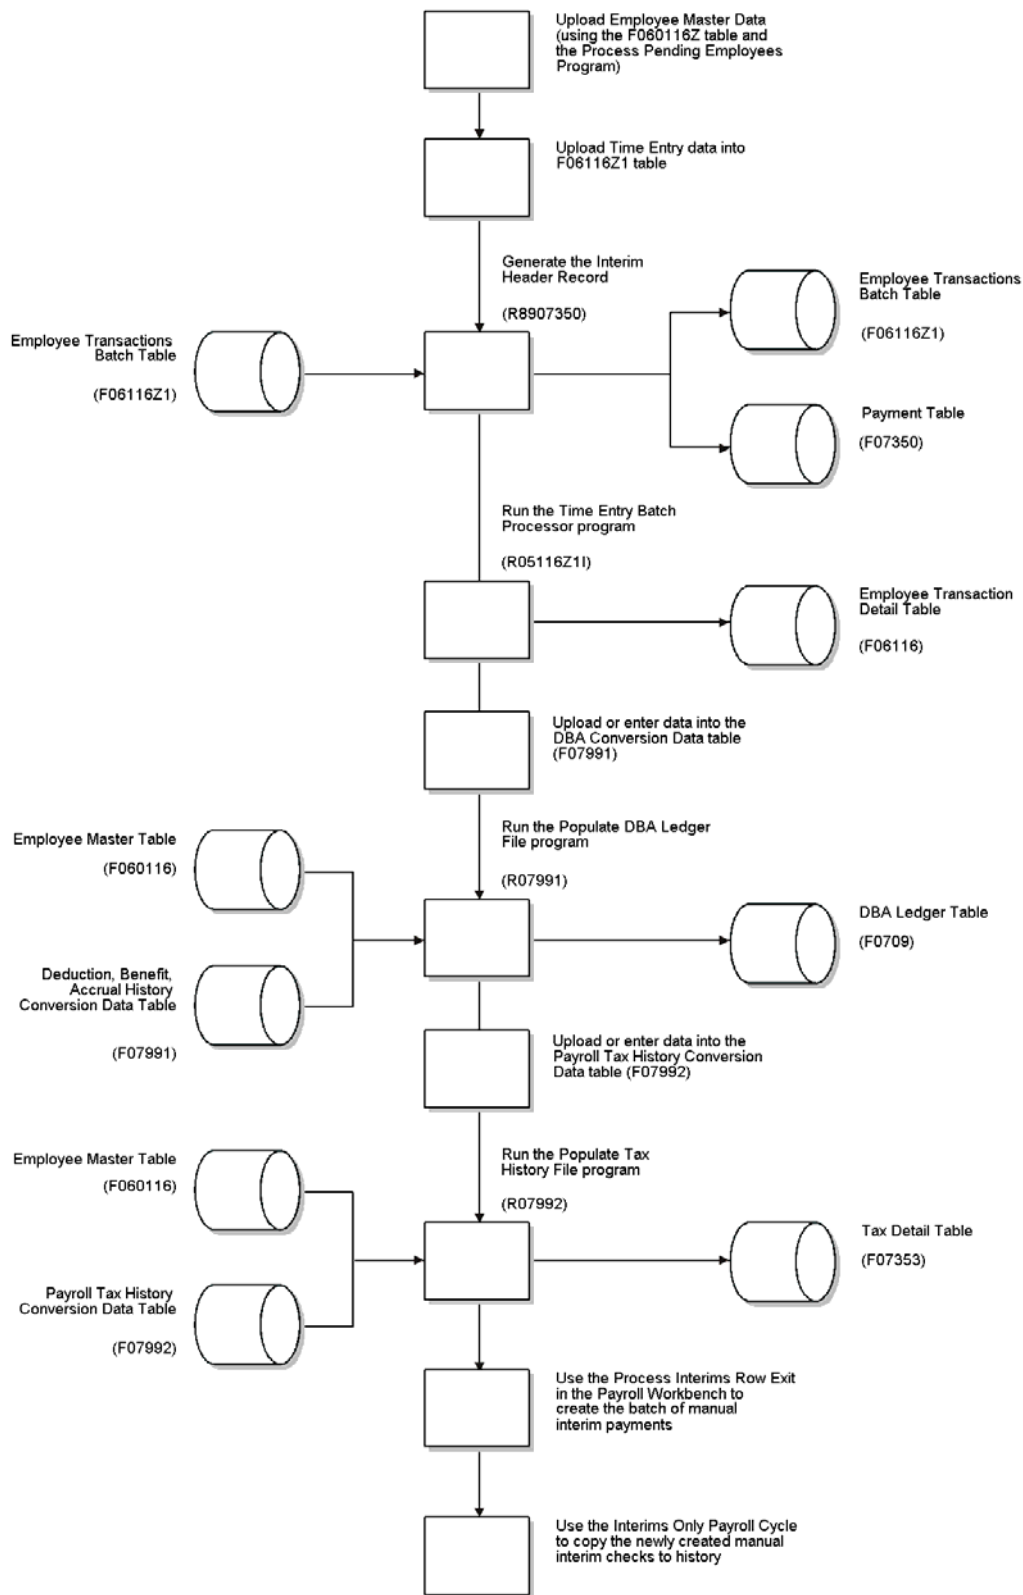 Upload Employee Master Data
(using the F060116Z table and
the Process Pending Employees
Program)
Upload Time Entry data into
F06116Z1 table
Generate the Interim
Header Record
(R8907350)
Employee Transactions
Batch Table
(F06116Z1)
Employee Transactions
Batch Table
(F06116Z1)
Payment Table
(F07350)
Run the Time Entry Batch
Processor program
(R05116Z1I)
Employee Transaction
Detail Table
(F06116)
Upload or enter data into the
DBA Conversion Data table
(F07991)
Employee Master Table
(F060116)
Run the Populate DBA Ledger
File program
(R07991)
DBA Ledger Table
(F0709)
Deduction, Benefit,
Accrual History
Conversion Data Table
(F07991)
Upload or enter data into the
Payroll Tax History Conversion
Data table (F07992)
Employee Master Table
(F060116)
Run the Populate Tax
History File program
(R07992)
Tax Detail Table
(F07353)
Payroll Tax History
Conversion Data Table
(F07992)
Use the Process Interims Row Exit
in the Payroll Workbench to
create the batch of manual
interim payments
Use the Interims Only Payroll Cycle
to copy the newly created manual
interim checks to history